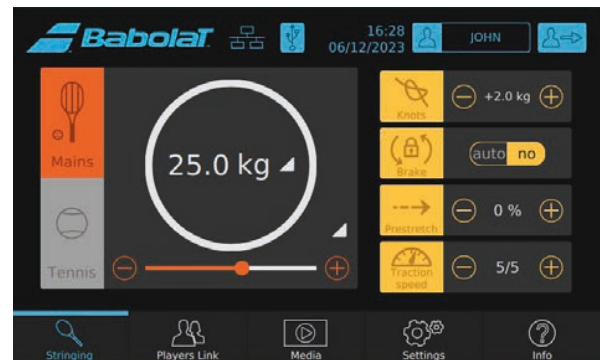 BaboLaT
16:28
06/12/2023
JOHN
Mains
Tennis
25.0 kg
Knots
+2.0 kg
Brake
auto no
Prestretch
0 %
Traction
speed
5/5
Stringing
Players Link
Media
Settings
Info